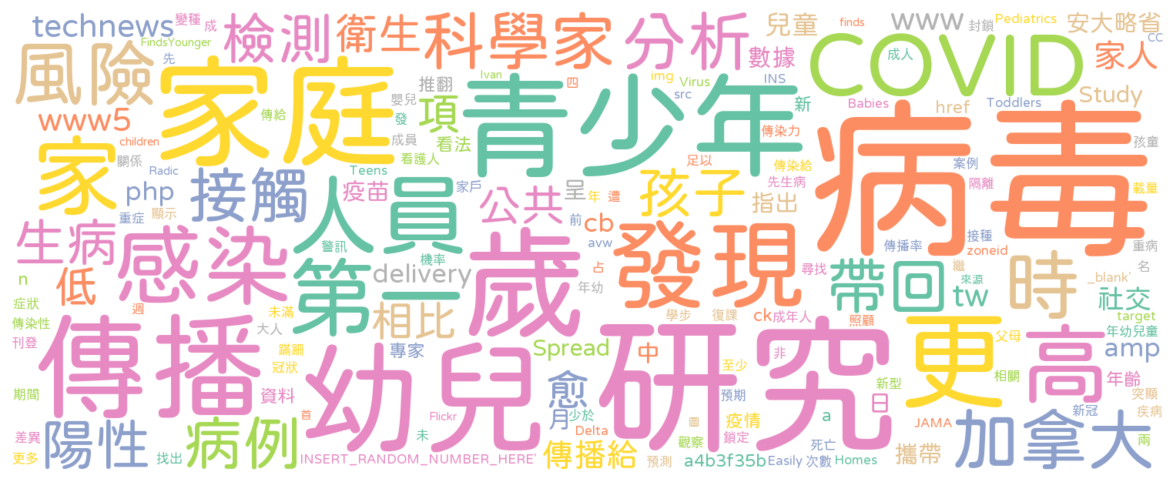 technews 變種 成 檢測 衛生 科學家 分析 兒童 www 封鎖 finds Pediatrics 安大略省
FindsYounger 先 數據 COVID 成人 家人 CC
風險 家庭 推翻 Ivan 四 img Virus INS 新
嬰兒 src Babies href Toddlers Study
www5 傳給 發 項 青少年 傳染力 病毒 孩童
家 children 成員 看法 看護人
關係 Radic Teens 足以 傳染給 案例
php 接觸 疫苗 家戶 孩子 先生病 隔離 載量
重症 顯示 人員 公共 呈 年 遭 指出
生病 感染 警訊 cb 前 傳播率 接種 重病
機率 歲 avw 發現 zoneid
n 低 第一 delivery 占 尋找 帶回 繼 時 名 _blank'
症狀 未滿 年幼 tw 來源 社交
傳染性 週 相比 ck 成年人 學步 復課 照顧 target
刊登 大人 年幼兒童
傳播 蹣跚 專家 Spread 中 研究 非 更 父母 高 amp
冠狀 幼兒 至少 相關 年齡
期間 資料 愈 新型 預期 突顯
首 Flickr 月 少於 a 疫情 日 新冠 疾病
差異 陽性 病例 未 Delta 圖 觀察 鎖定 JAMA 加拿大 兩
更多 找出 INSERT_RANDOM_NUMBER_HERE' 傳播給 預測 a4b3f35b Easily 死亡 次數 Homes 攜帶